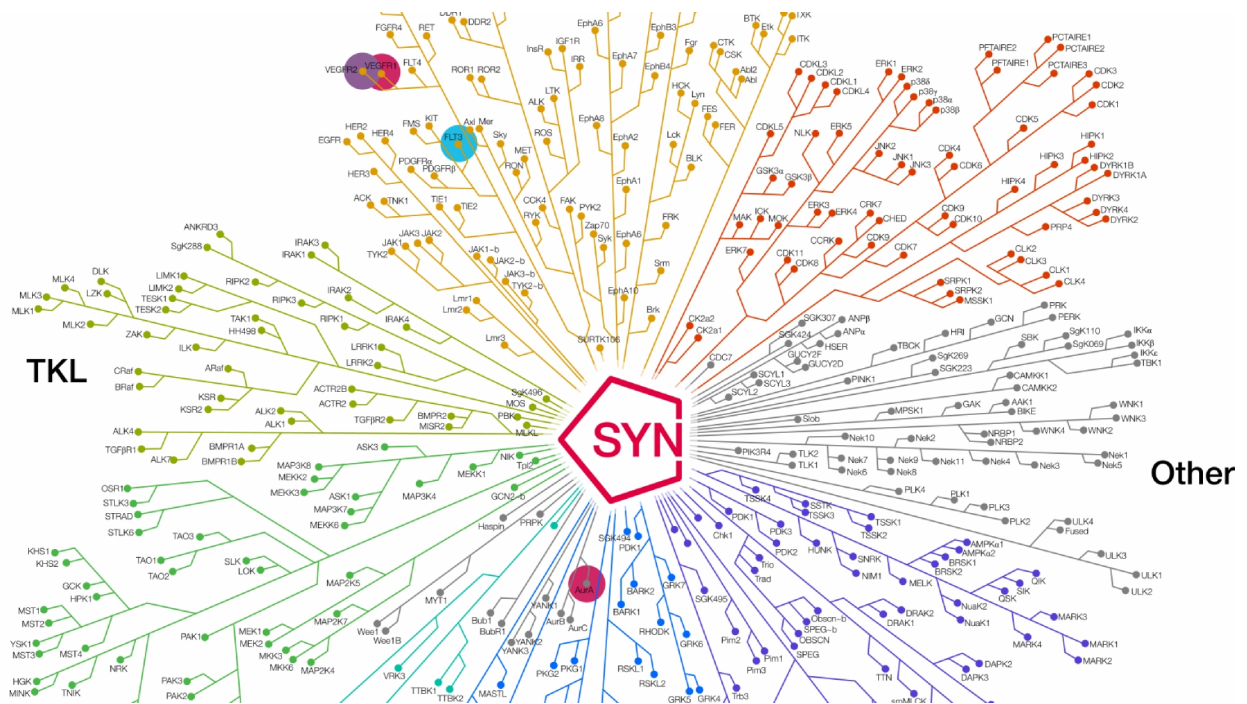 DDR1
DDR2
FGFR4
RET
VEGFR2
VEGFR1
FLT4
ROR1
ROR2
InsR
IGF1R
IRR
EphA6
EphB3
EphA7
EphB4
Fgr
CTK
CSK
BTK
Etk
TXK
ITK
Abl2
Abl
HCK
Lyn
FES
FER
LTK
ALK
ROS
EphA8
EphA2
Lck
BLK
HER2
HER4
EGFR
HER3
FMS
KIT
FLT3
Axl
Mer
Sky
PDGFRα
PDGFRβ
MET
RON
ACK
TNK1
TIE1
TIE2
CCK4
RYK
FAK
PYK2
Zap70
Syk
EphA1
EphA6
FRK
Srm
EphA10
Brk
JAK1
JAK3
JAK2
TYK2
JAK1~b
JAK2~b
JAK3~b
TYK2~b
Lmr1
Lmr2
Lmr3
SURTK106
CDKL3
CDKL2
CDKL1
CDKL4
CDKL5
ERK1
ERK2
p38δ
p38γ
p38α
p38β
NLK
ERK5
JNK2
JNK1
JNK3
GSK3α
GSK3β
MAK
ICK
MOK
ERK3
ERK4
ERK7
PFTAIRE2
PFTAIRE1
PCTAIRE1
PCTAIRE2
PCTAIRE3
CDK3
CDK2
CDK1
CDK5
CDK4
CDK6
CRK7
CHED
CDK9
CDK10
CCRK
CDK9
CDK7
CDK11
CDK8
HIPK1
HIPK3
HIPK2
HIPK4
DYRK1B
DYRK1A
DYRK3
DYRK4
DYRK2
PRP4
CLK2
CLK3
CLK1
CLK4
SRPK1
SRPK2
MSSK1
CK2a2
CK2a1
ANKRD3
SgK288
IRAK3
IRAK1
DLK
MLK4
LZK
MLK3
MLK1
MLK2
LIMK1
LIMK2
TESK1
TESK2
RIPK2
RIPK3
IRAK2
RIPK1
IRAK4
ZAK
ILK
TAK1
HH498
LRRK1
LRRK2
TKL
CRaf
BRaf
ARaf
KSR
KSR2
ACTR2B
ACTR2
ALK2
ALK1
TGFβR2
BMPR2
MISR2
SgK496
MOS
PBK
MLKL
ALK4
TGFβR1
ALK7
BMPR1A
BMPR1B
SYN
CDC7
SGK307
SGK424
ANPβ
ANPα
HSER
GUCY2F
GUCY2D
SCYL1
SCYL3
SCYL2
TBCK
HRI
GCN
PRK
PERK
SBK
SgK110
SgK069
IKKα
IKKβ
IKKε
TBK1
PINK1
SgK269
SGK223
CAMKK1
CAMKK2
Slob
MPSK1
GAK
AAK1
BIKE
WNK1
WNK3
WNK4
WNK2
NRBP1
NRBP2
Nek10
Nek2
PIK3R4
TLK2
TLK1
Nek7
Nek6
Nek9
Nek8
Nek11
Nek4
Nek3
Nek1
Nek5
Other
PLK4
PLK1
PLK3
PLK2
ULK4
Fused
ULK3
ULK1
ULK2
ASK3
MAP3K8
MEKK2
MEKK3
ASK1
MAP3K7
MEKK6
MAP3K4
MEKK1
NIK
Tpl2
GCN2~b
OSR1
STLK3
STRAD
STLK6
TAO3
TAO1
TAO2
SLK
LOK
KHS1
KHS2
GCK
HPK1
MST1
MST2
YSK1
MST3
MST4
HGK
MINK
TNIK
NRK
PAK1
PAK3
PAK2
MAP2K5
MAP2K7
MEK1
MEK2
MKK3
MKK6
MAP2K4
Haspin
PRPK
MYT1
Wee1
Wee1B
VRK3
TTBK1
TTBK2
Bub1
BubR1
AurA
YANK1
AurB
AurC
YANK2
YANK3
MASTL
PKG2
PKG1
SGK494
PDK1
BARK2
BARK1
GRK7
RHODK
GRK6
RSKL1
RSKL2
GRK5
GRK4
Chk1
PDK1
TSSK4
SSTK
TSSK3
TSSK1
TSSK2
PDK3
PDK2
HUNK
SNRK
NIM1
Trio
Trad
SGK495
Pim2
Pim3
Pim1
Trb3
AMPKα1
AMPKα2
BRSK1
BRSK2
MELK
QIK
SIK
QSK
NuaK2
NuaK1
MARK3
MARK4
MARK1
MARK2
Obscn~b
SPEG~b
OBSCN
SPEG
DRAK2
DRAK1
TTN
DAPK2
DAPK3
smMLCK